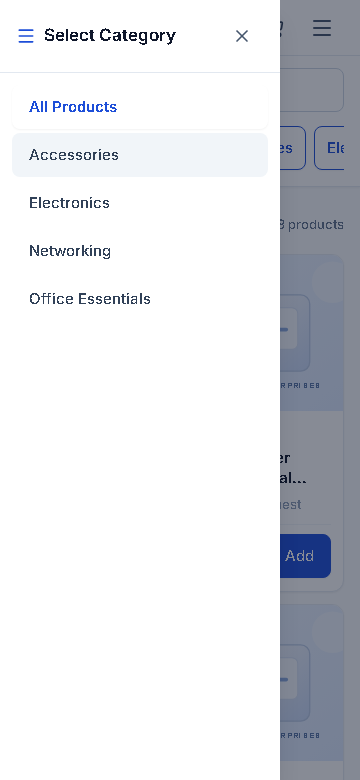 Select Category
All Products
Accessories
Electronics
Networking
Office Essentials
products
Add